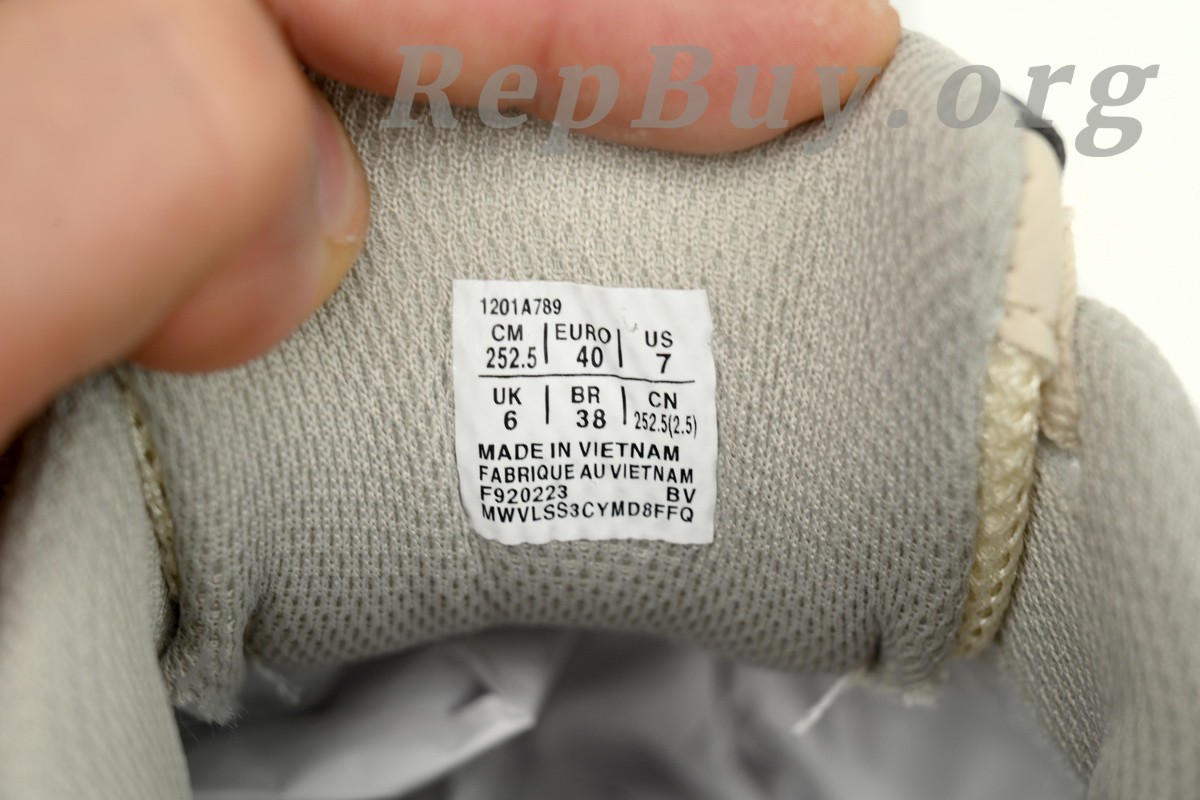 RepBuy.org
1201A789
CM | EURO | US
252.5 | 40 | 7
UK | BR | CN
6 | 38 | 252.5(2.5)
MADE IN VIETNAM
FABRIQUE AU VIETNAM
F920223 BV
MWVLSS3CYMD8FFQ